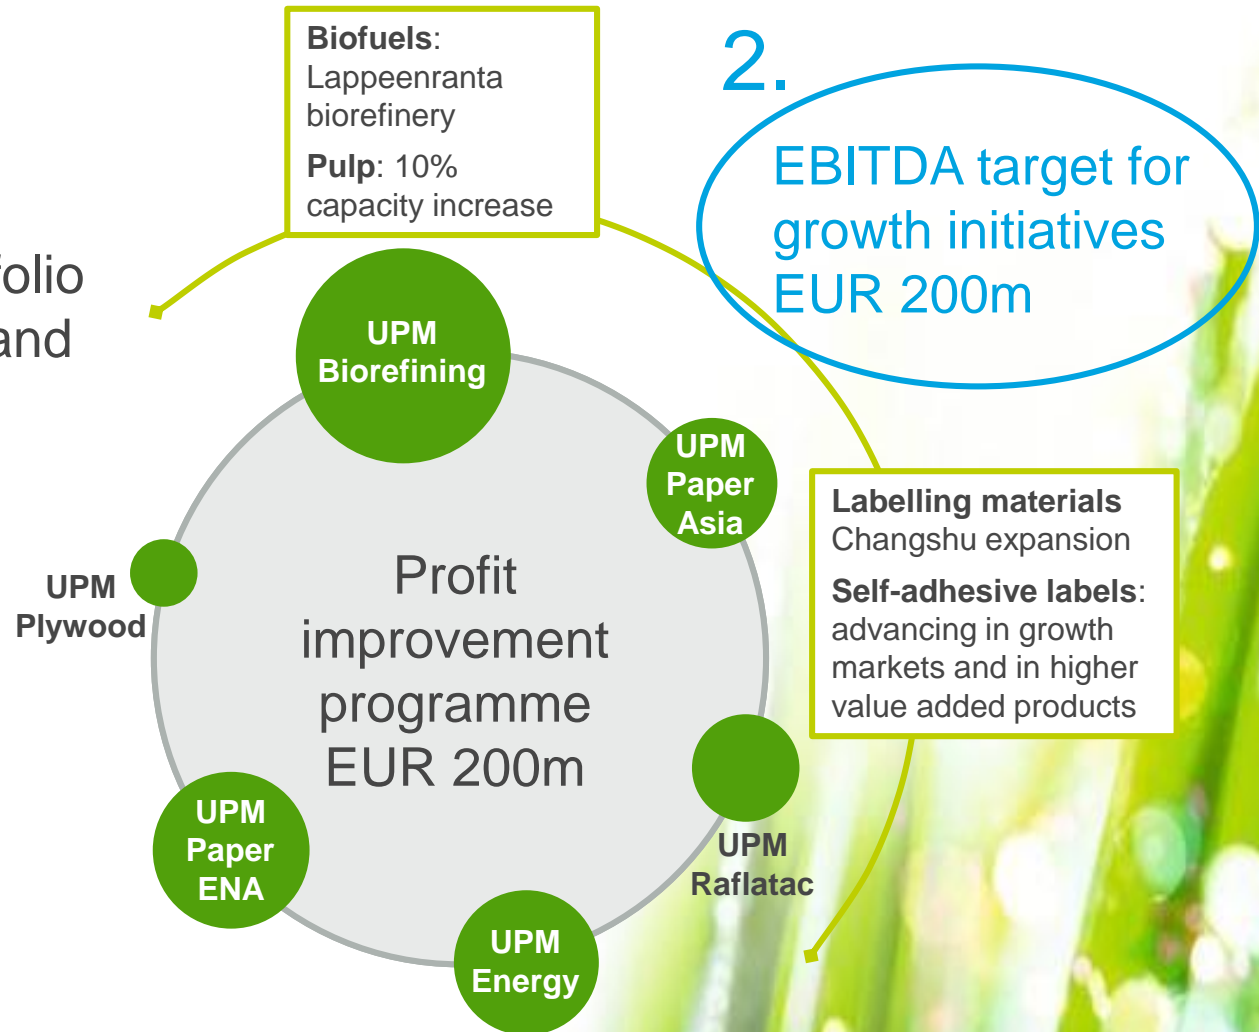 Biofuels:
Lappeenranta
biorefinery
Pulp: 10%
capacity increase
2.
EBITDA target for
growth initiatives
EUR 200m
folio
and
UPM
Biorefining
UPM
Paper
Asia
Labelling materials
Changshu expansion
Self-adhesive labels:
advancing in growth
markets and in higher
value added products
UPM
Plywood
Profit
improvement
programme
EUR 200m
UPM
Paper
ENA
UPM
Raflatac
UPM
Energy